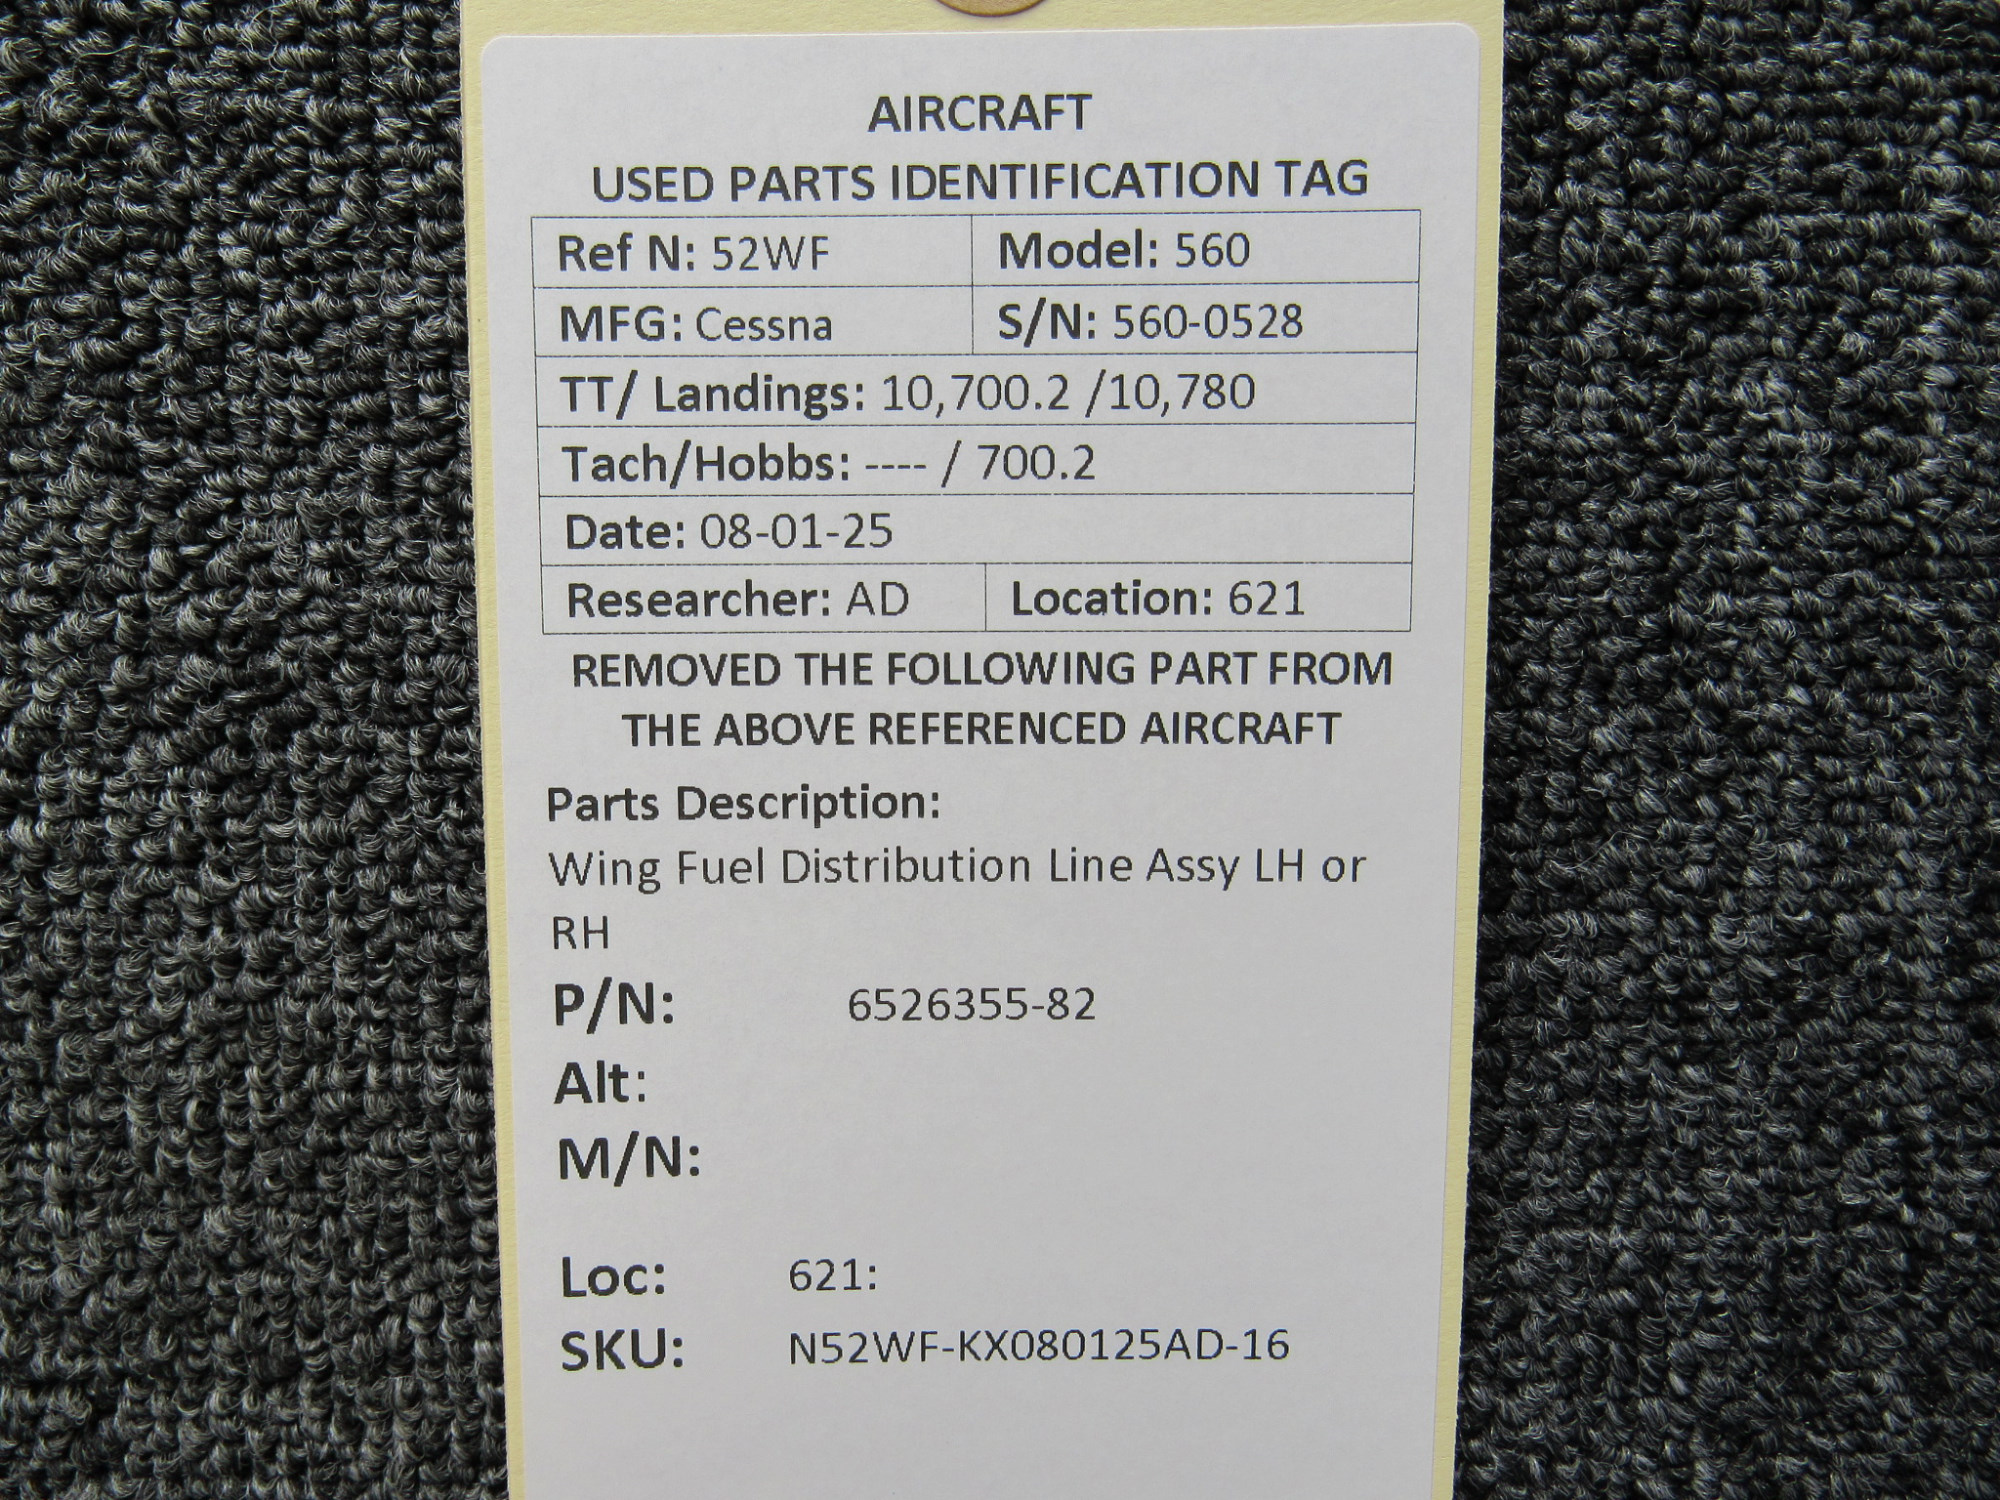 AIRCRAFT
USED PARTS IDENTIFICATION TAG
Ref N: 52WF Model: 560
MFG: Cessna S/N: 560-0528
TT/ Landings: 10,700.2 /10,780
Tach/Hobbs: ---- / 700.2
Date: 08-01-25
Researcher: AD Location: 621
REMOVED THE FOLLOWING PART FROM
THE ABOVE REFERENCED AIRCRAFT
Parts Description:
Wing Fuel Distribution Line Assy LH or
RH
P/N: 6526355-82
Alt:
M/N:
Loc: 621:
SKU: N52WF-KX080125AD-16